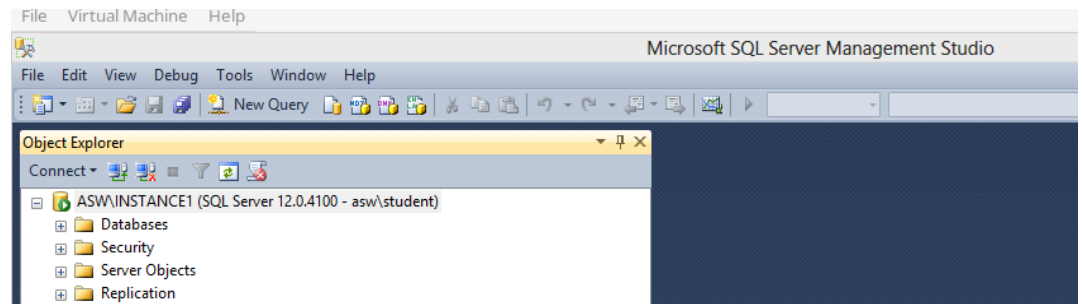 File Virtual Machine Help
Microsoft SQL Server Management Studio
File Edit View Debug Tools Window Help
New Query
Object Explorer
Connect
ASW\INSTANCE1 (SQL Server 12.0.4100 - asw\student)
Databases
Security
Server Objects
Replication